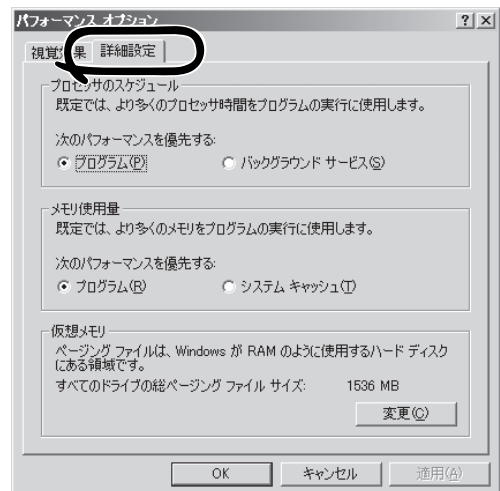 パフォーマンス オプション
視覚効果
詳細設定
プロセッサのスケジュール
既定では、より多くのプロセッサ時間をプログラムの実行に使用します。
次のパフォーマンスを優先する:
プログラム(P)
バックグラウンド サービス(S)
メモリ使用量
既定では、より多くのメモリをプログラムの実行に使用します。
次のパフォーマンスを優先する:
プログラム(R)
システム キャッシュ(T)
仮想メモリ
ページング ファイルは、Windows が RAM のように使用するハード ディスク
にある領域です。
すべてのドライブの総ページング ファイル サイズ: 1536 MB
変更(C)
OK
キャンセル
適用(A)